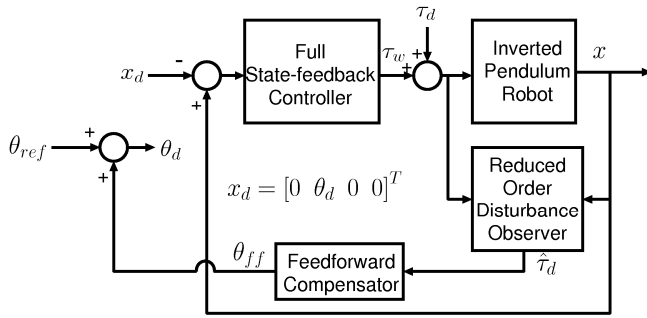 τ_d
x_d
-
+
Full
State-feedback
Controller
τ_w
+
+
Inverted
Pendulum
Robot
x
θ_ref
+
+
θ_d
x_d = [0 θ_d 0 0]^T
Reduced
Order
Disturbance
Observer
θ_ff
Feedforward
Compensator
τ̂_d